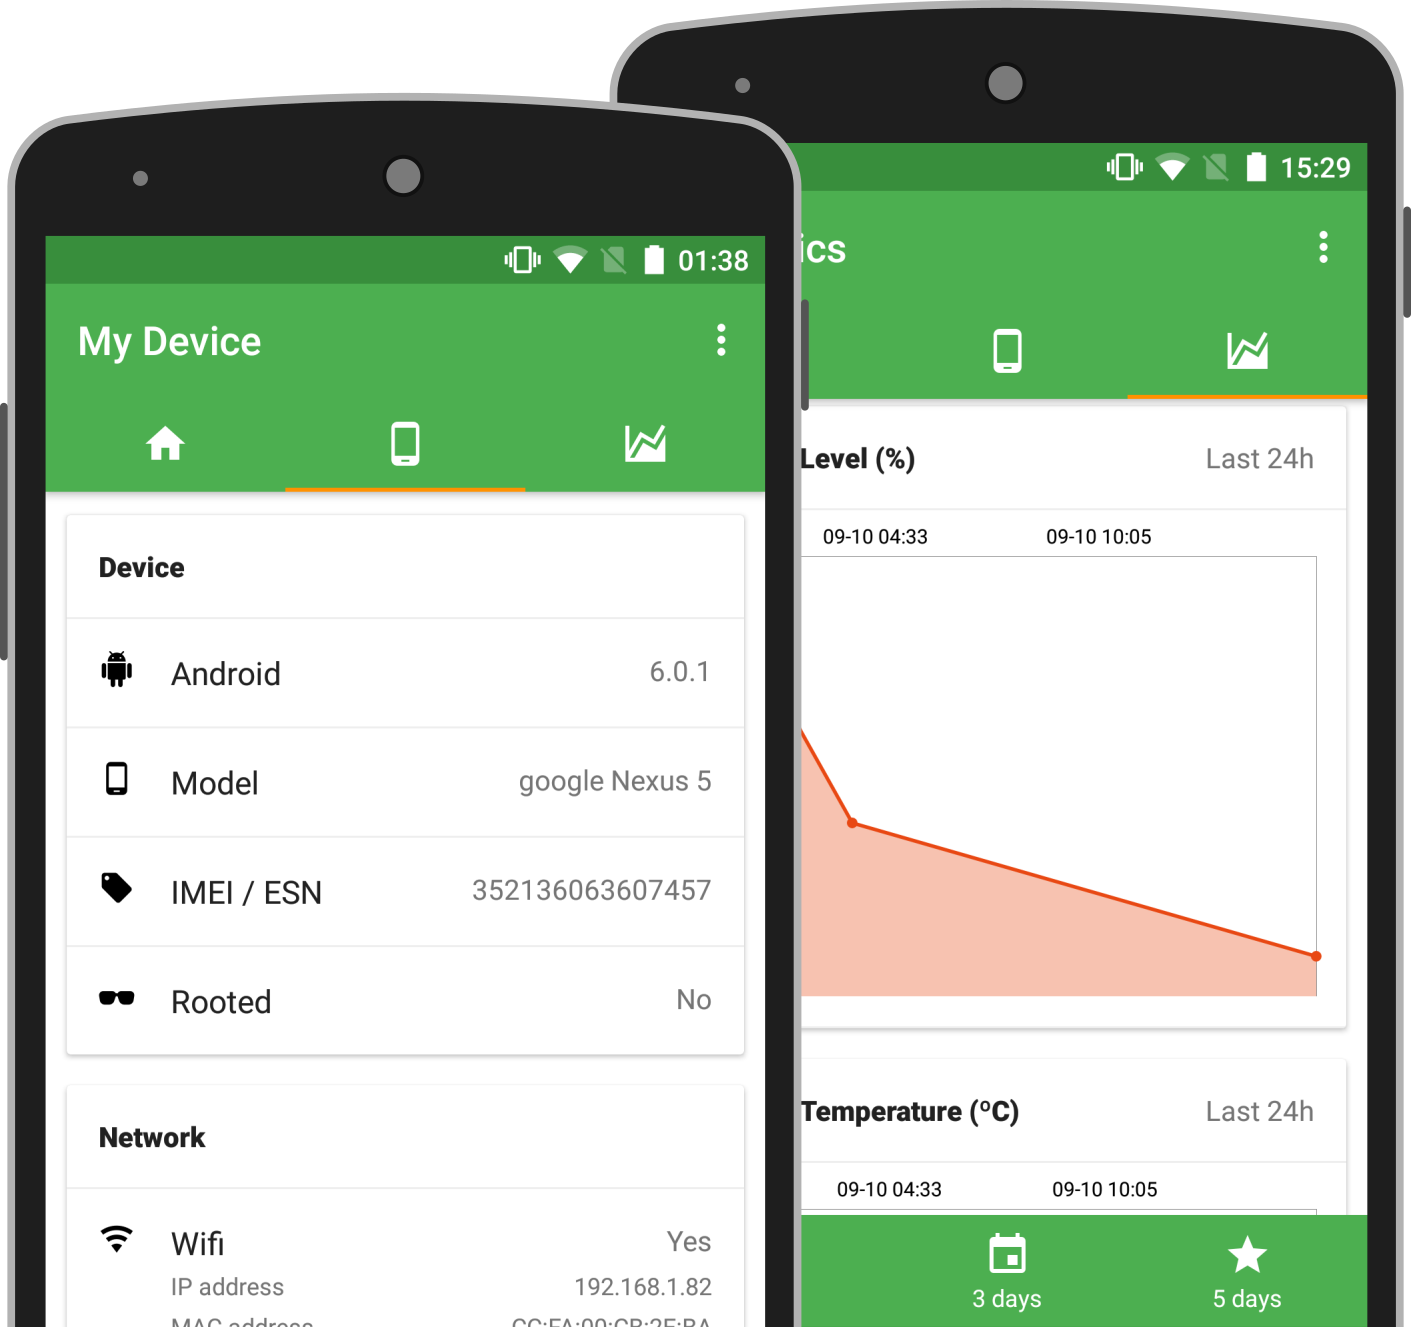 01:38
My Device
Device
Android 6.0.1
Model google Nexus 5
IMEI / ESN 352136063607457
Rooted No
Network
Wifi Yes
IP address 192.168.1.82
MAC address
15:29
ics
Level (%) Last 24h
09-10 04:33 09-10 10:05
Temperature (ºC) Last 24h
09-10 04:33 09-10 10:05
3 days 5 days